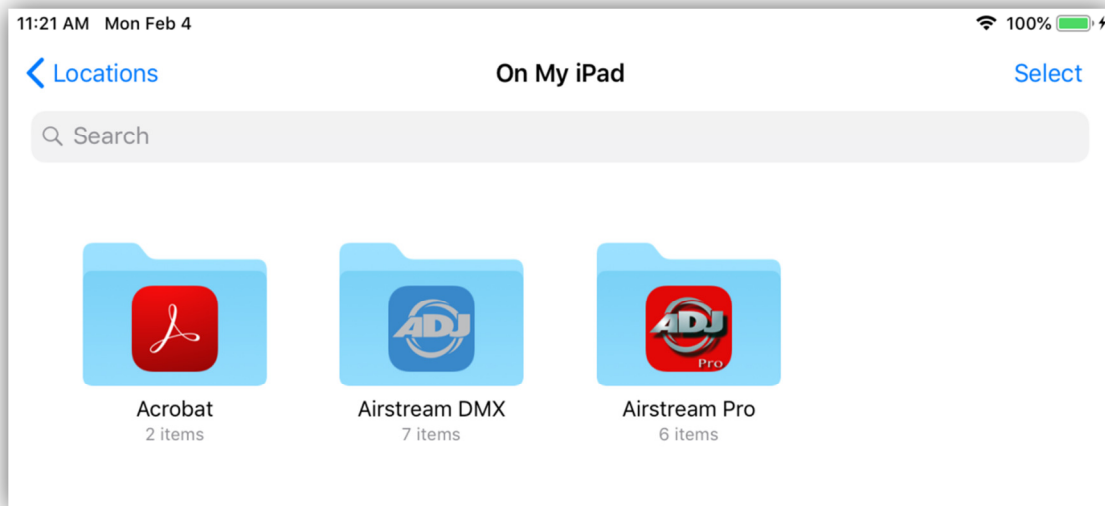 11:21 AM Mon Feb 4 100%
Locations On My iPad Select
Search
ADJ ADJ
Pro
Acrobat Airstream DMX Airstream Pro
2 items 7 items 6 items